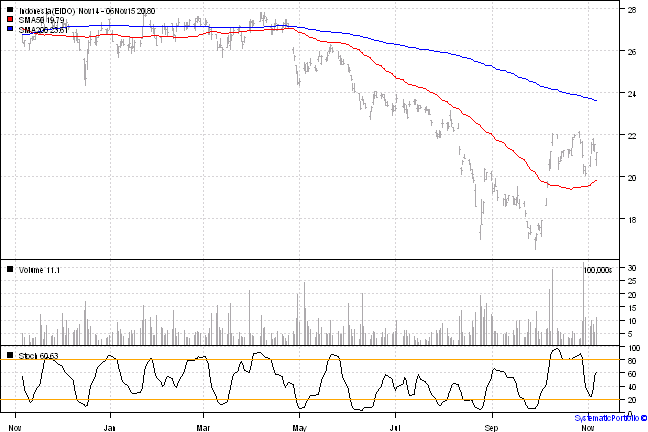 Indonesia(EIDO) Nov14 - 06Nov15 20.80
SMA50 19.79
SMA200 23.61
28
26
24
22
20
18
Volume 11.1
100,000s
30
25
20
15
10
5
Stoch 60.63
100
80
60
40
20
0
Nov
2015
Mar
May
Jul
Sep
Nov
SystematicPortfolio ©